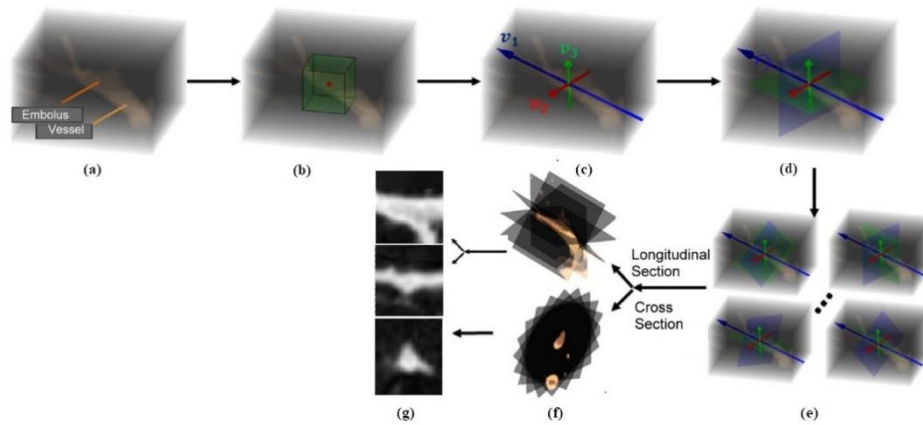 v₁
v₃
v₂
Embolus
Vessel
(a)
(b)
(c)
(d)
Longitudinal
Section
Cross
Section
(g)
(f)
(e)